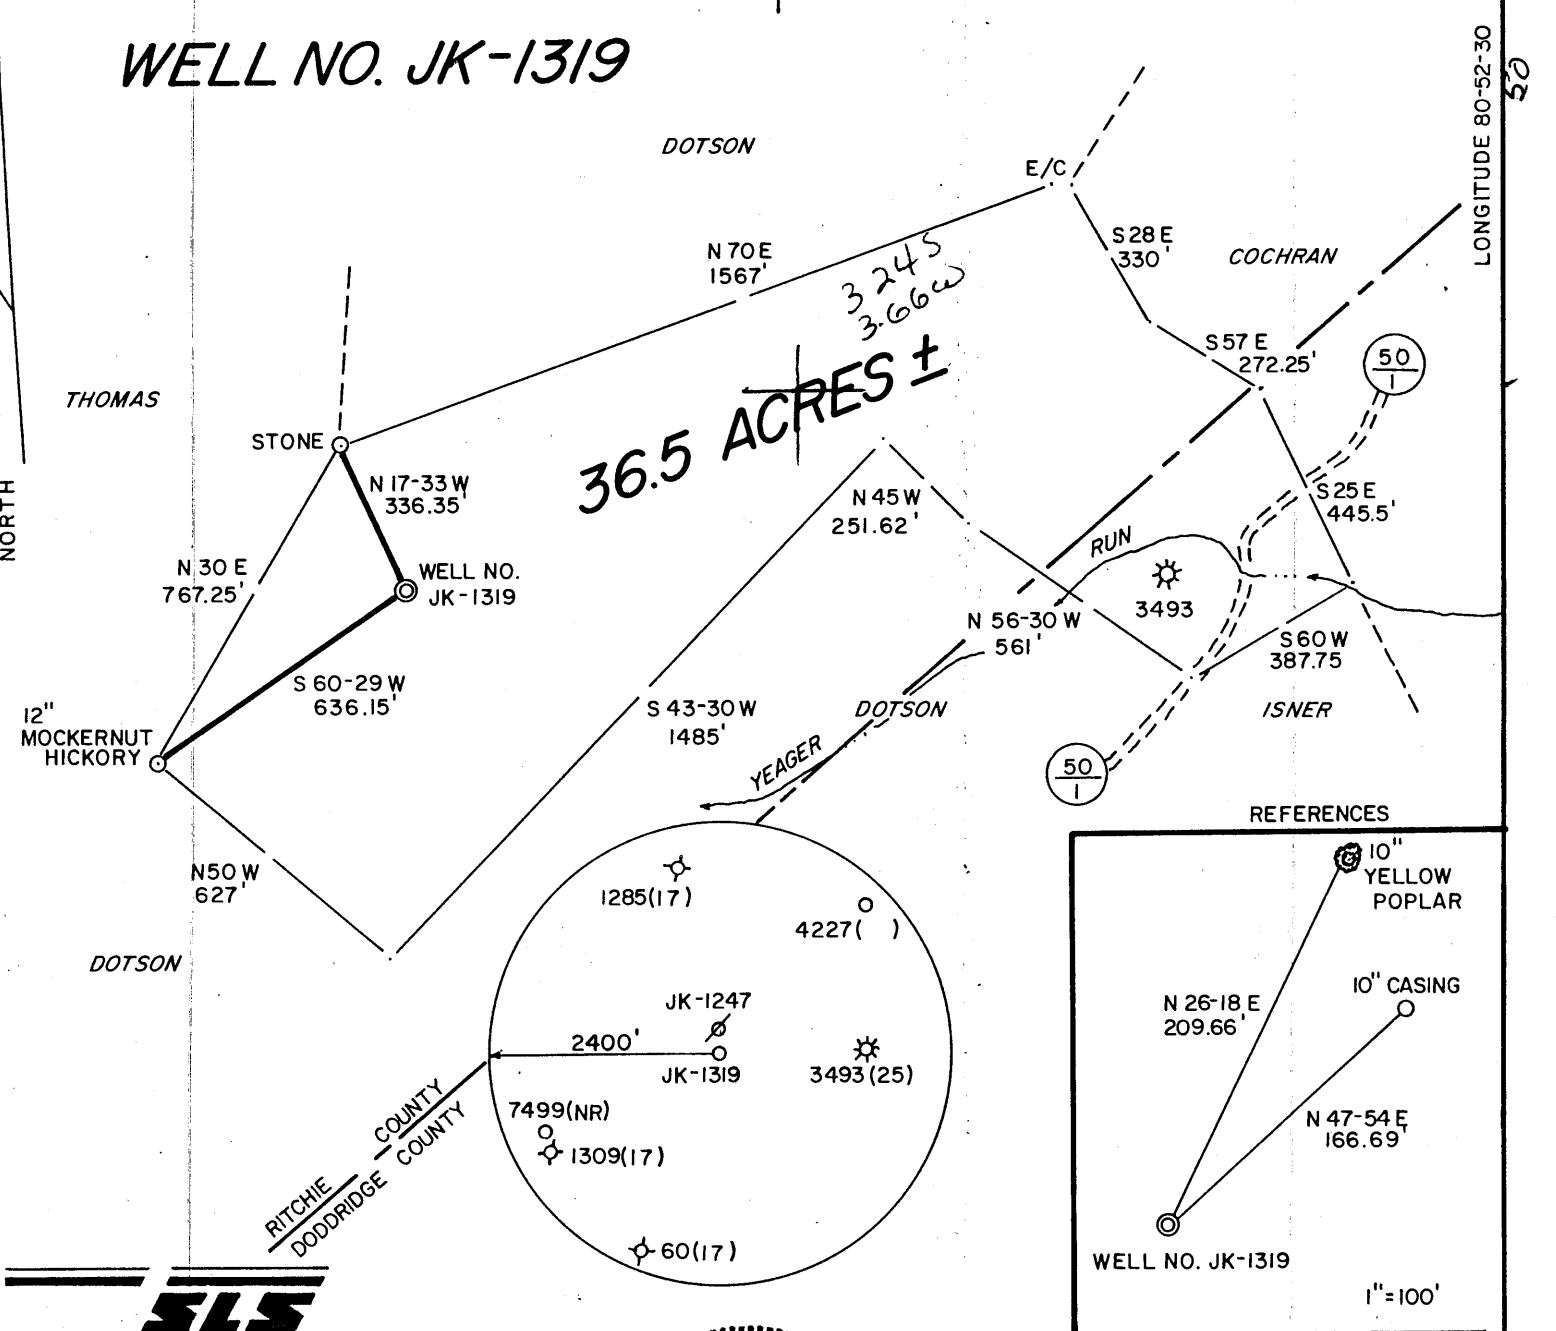 WELL NO. JK-1319
LONGITUDE 80-52-30
50
DOTSON
E/C
S 28 E
330'
COCHRAN
N 70 E
1567'
3 24 S
3.66 W
S 57 E
272.25'
50
1
36.5 ACRES ±
THOMAS
STONE
N 17-33 W
336.35'
N 45 W
251.62'
S 25 E
445.5'
NORTH
RUN
N 30 E
767.25'
WELL NO.
JK-1319
3493
N 56-30 W
561'
S 60 W
387.75
S 60-29 W
636.15'
S 43-30 W
1485'
DOTSON
ISNER
12"
MOCKERNUT
HICKORY
YEAGER
50
1
REFERENCES
N 50 W
627'
DOTSON
1285(17)
4227( )
JK-1247
2400'
JK-1319
3493(25)
7499(NR)
1309(17)
60(17)
RITCHIE COUNTY
DODDRIDGE COUNTY
10"
YELLOW
POPLAR
10" CASING
N 26-18 E
209.66'
N 47-54 E
166.69'
WELL NO. JK-1319
1"=100'
SLS